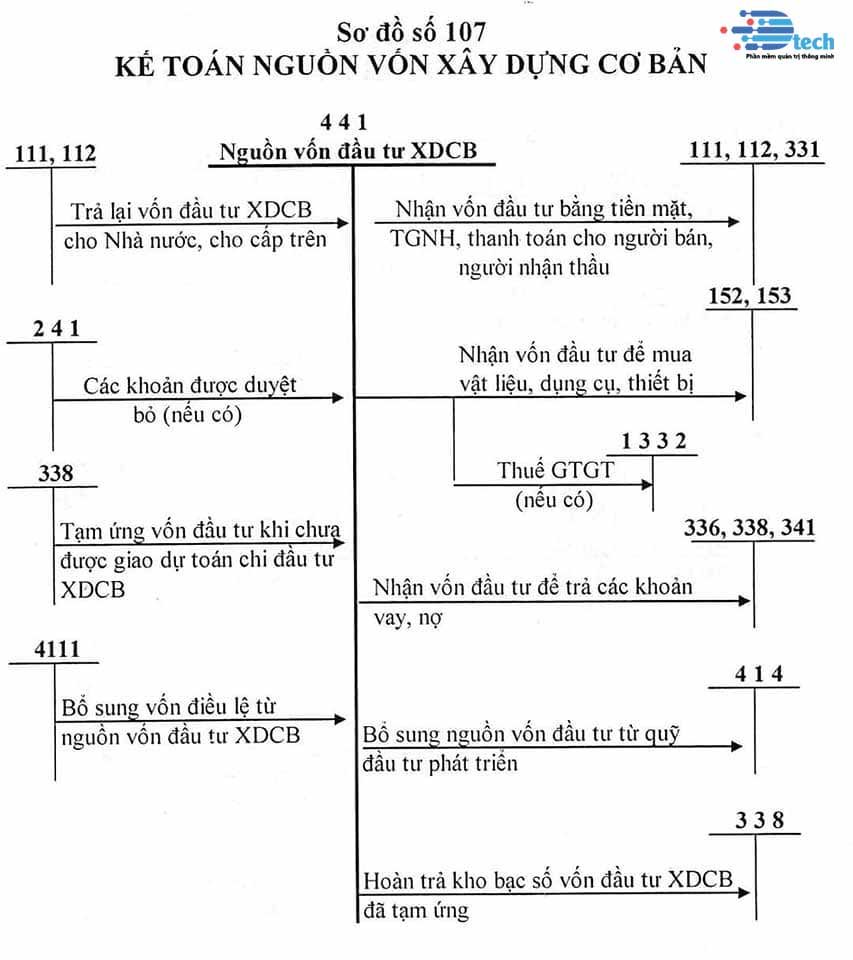 Dtech
Phần mềm quản trị thông minh
Sơ đồ số 107
KẾ TOÁN NGUỒN VỐN XÂY DỰNG CƠ BẢN
4 4 1
Nguồn vốn đầu tư XDCB
111, 112
Trả lại vốn đầu tư XDCB
cho Nhà nước, cho cấp trên
111, 112, 331
Nhận vốn đầu tư bằng tiền mặt,
TGNH, thanh toán cho người bán,
người nhận thầu
2 4 1
Các khoản được duyệt
bỏ (nếu có)
152, 153
Nhận vốn đầu tư để mua
vật liệu, dụng cụ, thiết bị
1 3 3 2
Thuế GTGT
(nếu có)
338
Tạm ứng vốn đầu tư khi chưa
được giao dự toán chi đầu tư
XDCB
336, 338, 341
Nhận vốn đầu tư để trả các khoản
vay, nợ
4111
Bổ sung vốn điều lệ từ
nguồn vốn đầu tư XDCB
4 1 4
Bổ sung nguồn vốn đầu tư từ quỹ
đầu tư phát triển
3 3 8
Hoàn trả kho bạc số vốn đầu tư XDCB
đã tạm ứng